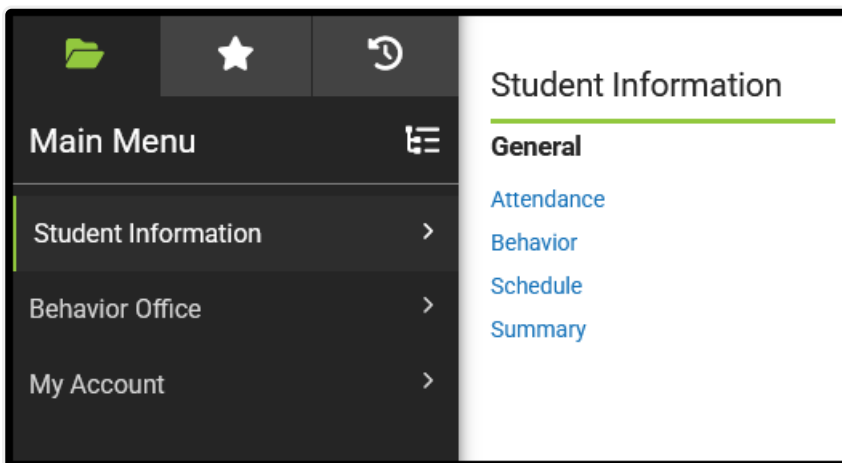 Main Menu
Student Information
Behavior Office
My Account
Student Information
General
Attendance
Behavior
Schedule
Summary